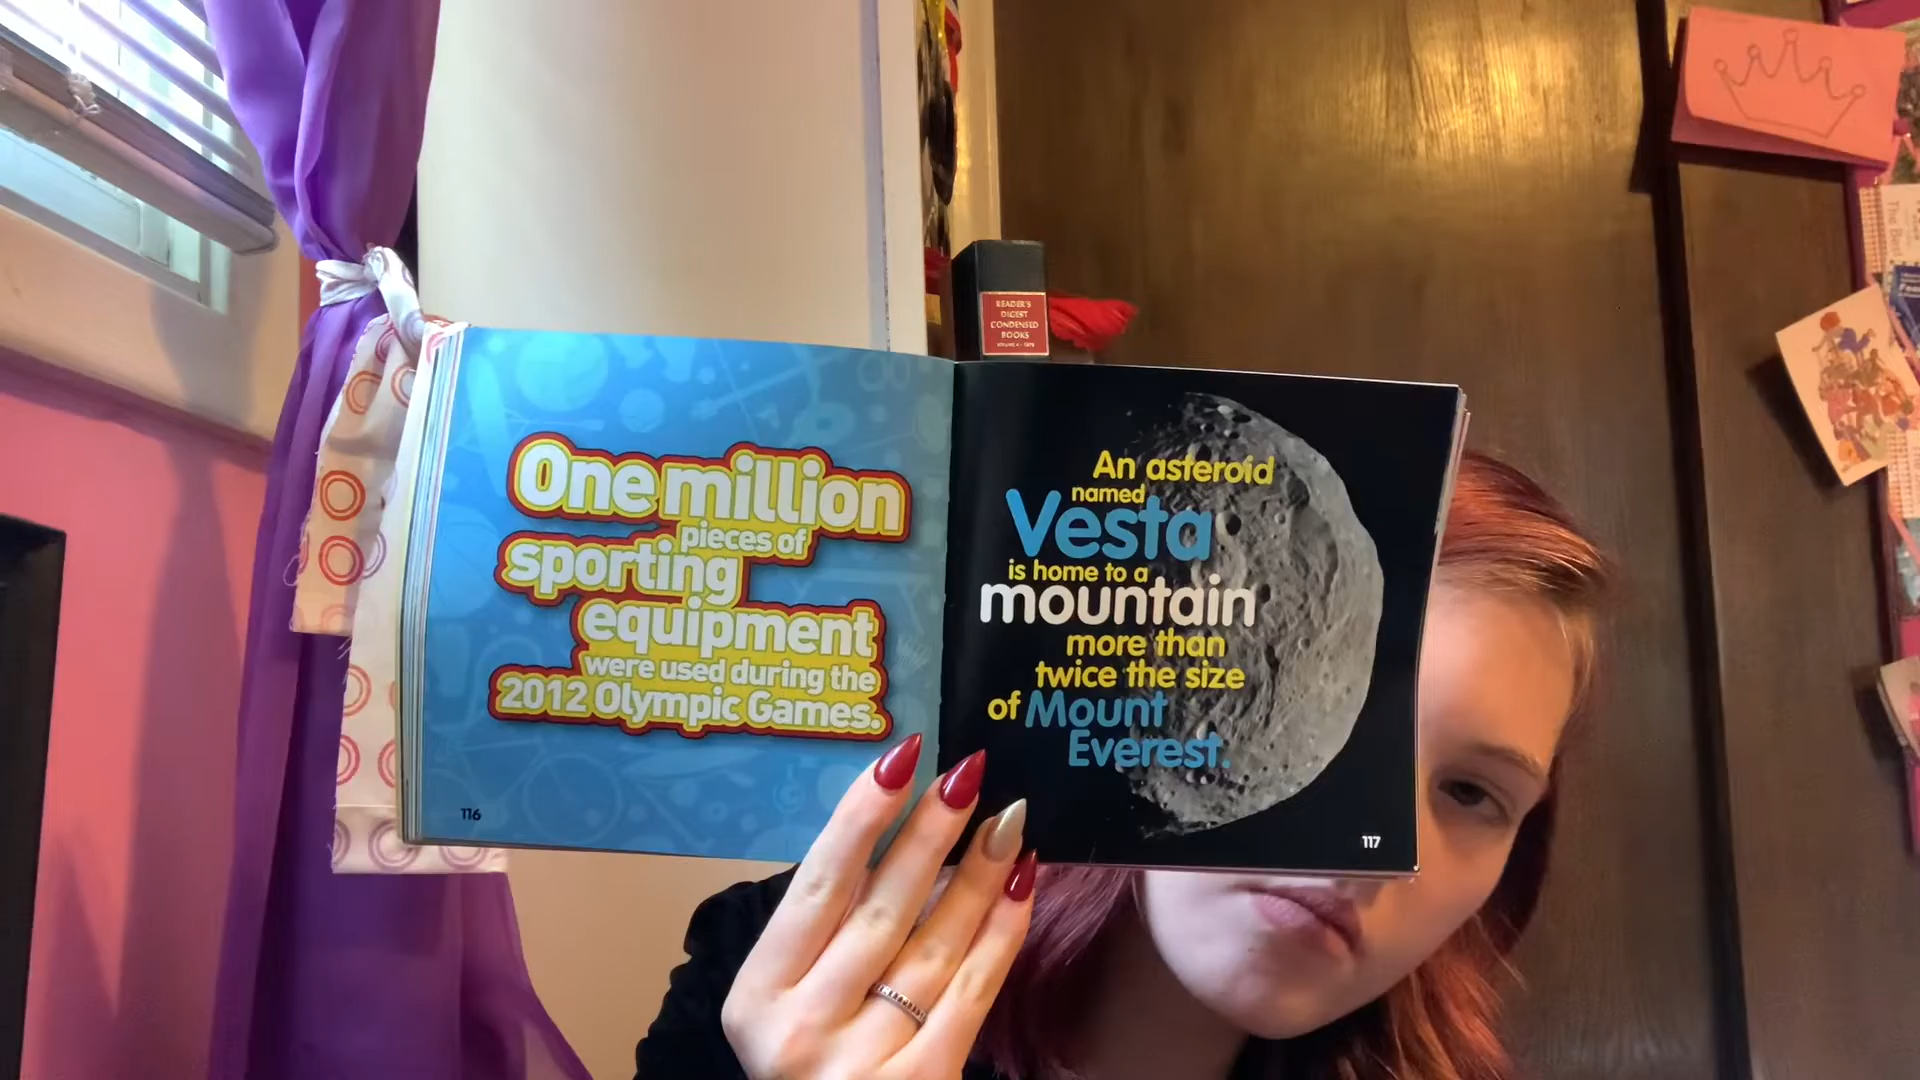 READER'S
DIGEST
CONDENSED
BOOKS
One million
pieces of
sporting
equipment
were used during the
2012 Olympic Games.
116
An asteroid
named
Vesta
is home to a
mountain
more than
twice the size
of Mount
Everest.
117